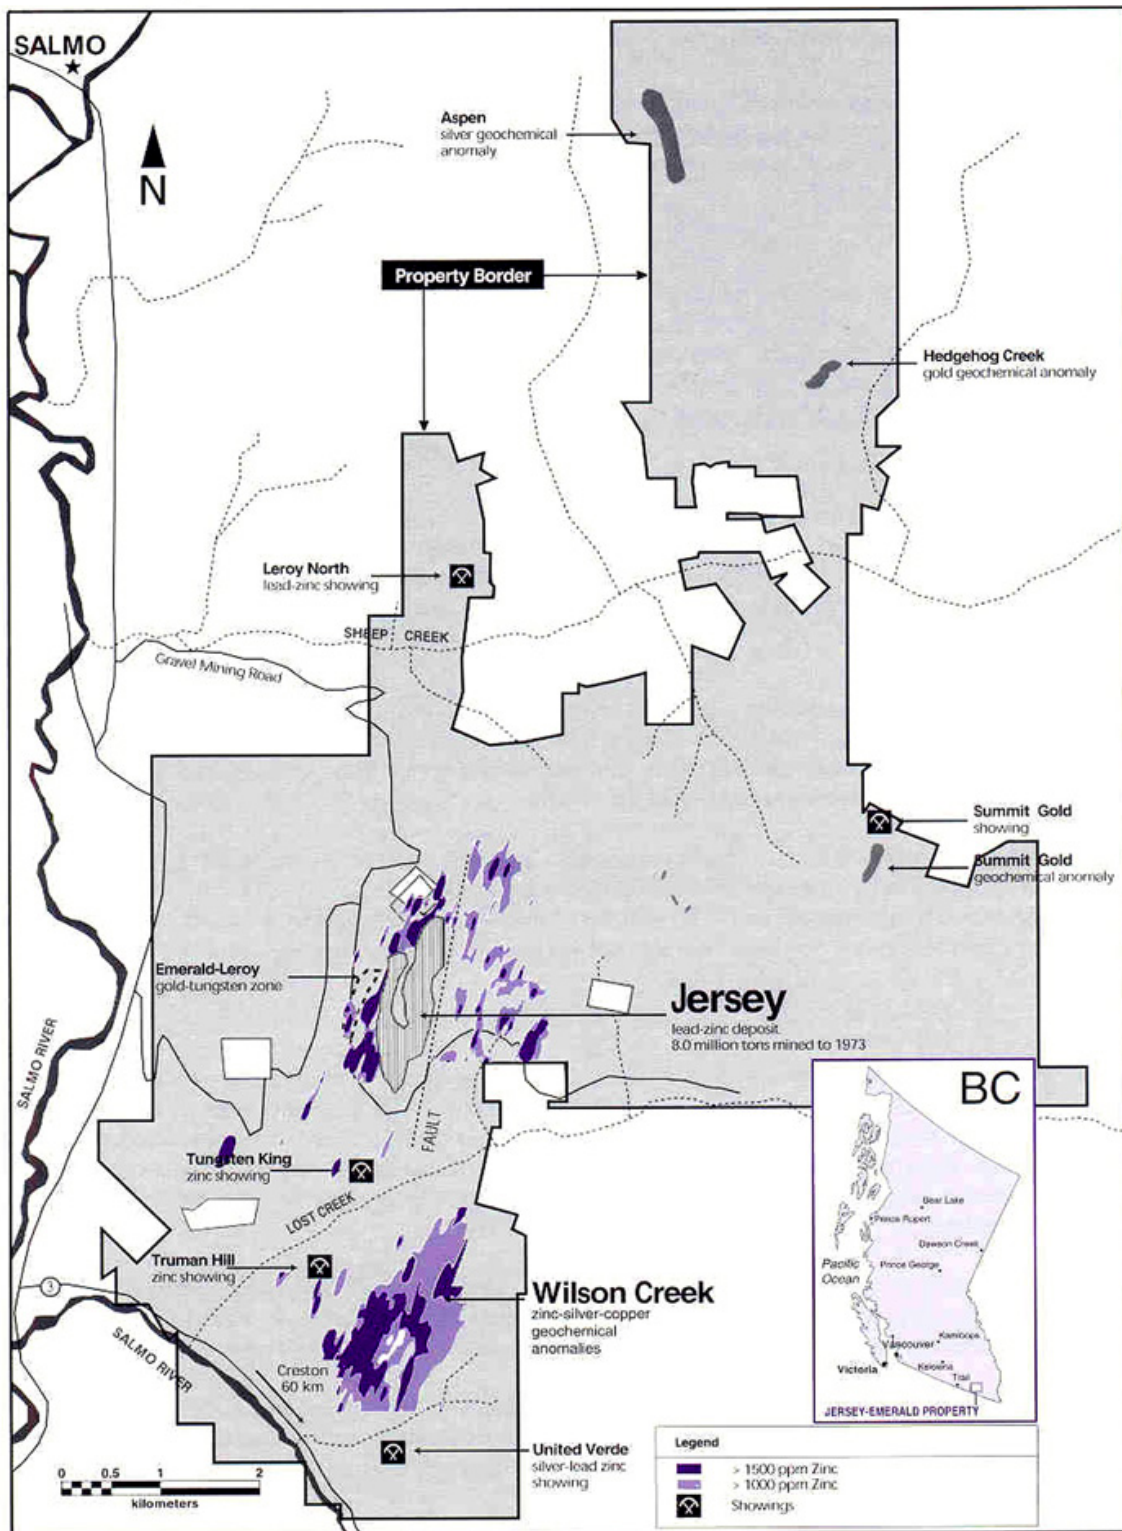 SALMO
N
Aspen
silver geochemical
anomaly
Property Border
Hedgehog Creek
gold geochemical anomaly
Leroy North
lead-zinc showing
SHEEP CREEK
Gravel Mining Road
Summit Gold
showing
Summit Gold
geochemical anomaly
Emerald-Leroy
gold-tungsten zone
Jersey
lead-zinc deposit
8.0 million tons mined to 1973
SALMO RIVER
FAULT
Tungsten King
zinc showing
LOST CREEK
Truman Hill
zinc showing
3
Wilson Creek
zinc-silver-copper
geochemical
anomalies
SALMO RIVER
Creston
60 km
United Verde
silver-lead zinc
showing
0 0.5 1 2
kilometers
BC
Bear Lake
Prince Rupert
Dawson Creek
Pacific
Ocean
Prince George
Kamloops
Vancouver
Victoria
Kelowna
Trail
JERSEY-EMERALD PROPERTY
Legend
> 1500 ppm Zinc
> 1000 ppm Zinc
Showings